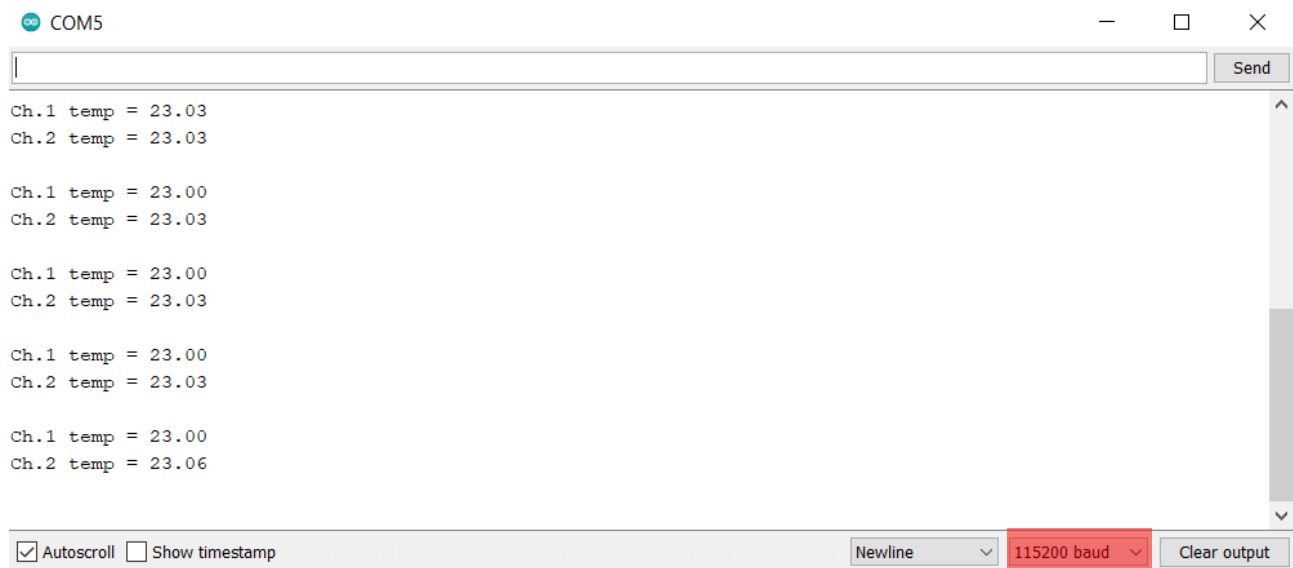 COM5
Send
Ch.1 temp = 23.03
Ch.2 temp = 23.03
Ch.1 temp = 23.00
Ch.2 temp = 23.03
Ch.1 temp = 23.00
Ch.2 temp = 23.03
Ch.1 temp = 23.00
Ch.2 temp = 23.03
Ch.1 temp = 23.00
Ch.2 temp = 23.06
Autoscroll Show timestamp Newline 115200 baud Clear output